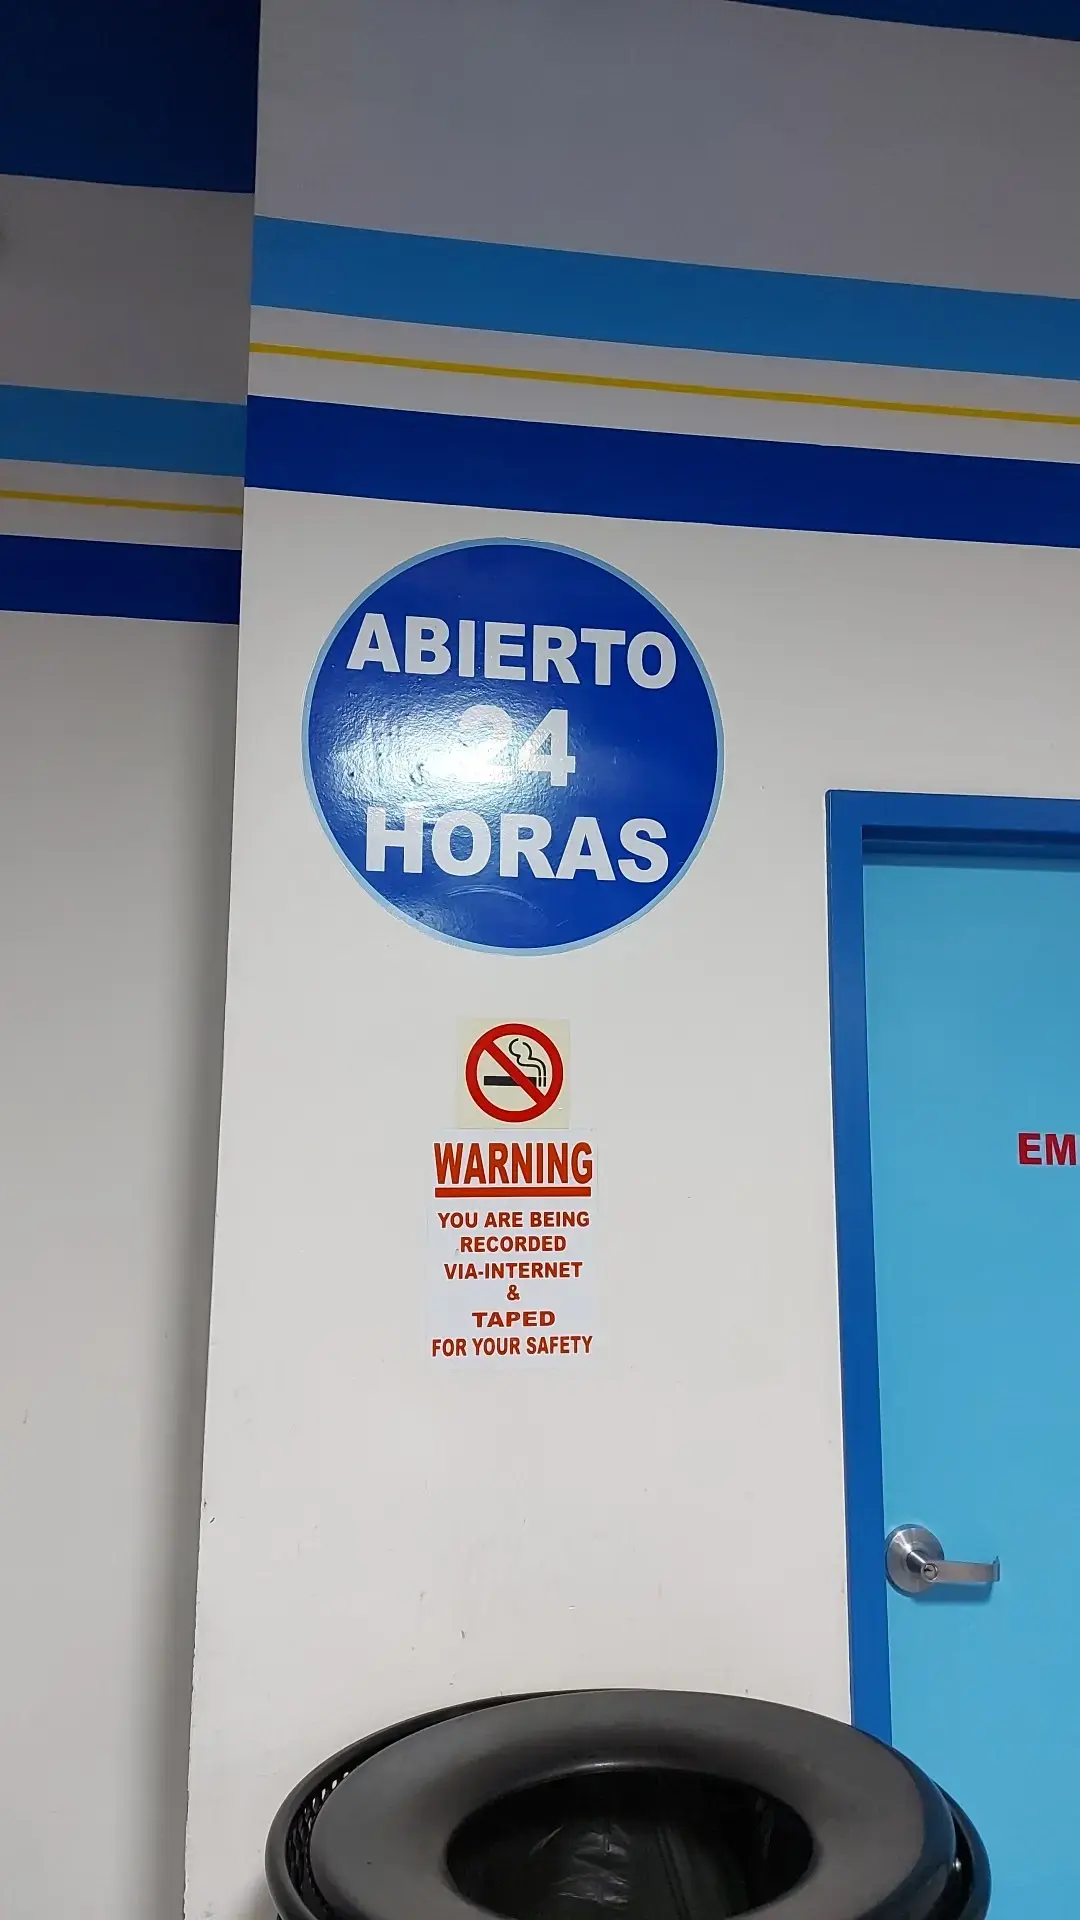 ABIERTO
24
HORAS
WARNING
YOU ARE BEING
RECORDED
VIA-INTERNET
&
TAPED
FOR YOUR SAFETY
EM